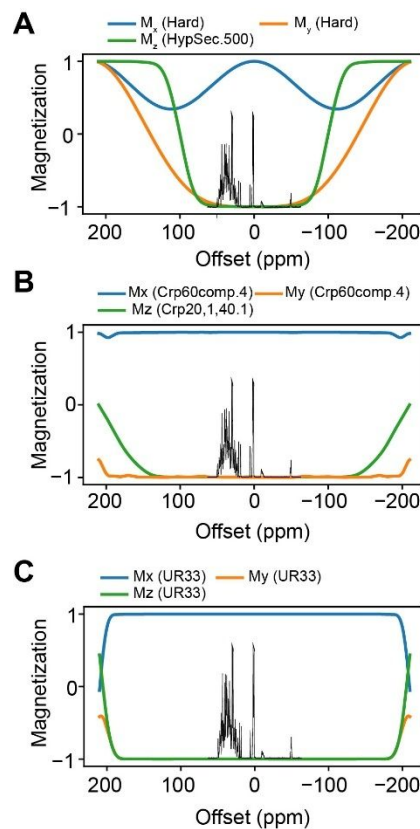 A
Mx (Hard) My (Hard)
Mz (HypSec.500)
Magnetization
1
0
−1
200 100 0 −100 −200
Offset (ppm)
B
Mx (Crp60comp.4) My (Crp60comp.4)
Mz (Crp20,1,40.1)
Magnetization
1
0
−1
200 100 0 −100 −200
Offset (ppm)
C
Mx (UR33) My (UR33)
Mz (UR33)
Magnetization
1
0
−1
200 100 0 −100 −200
Offset (ppm)